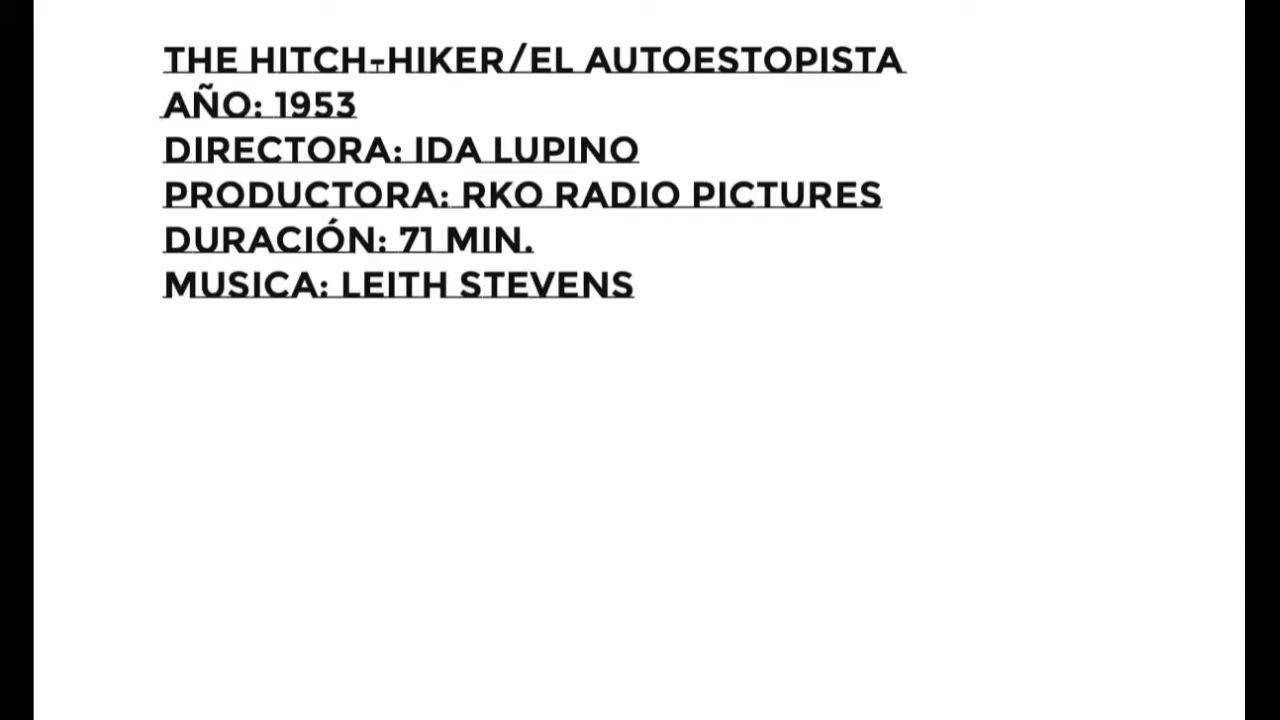 THE HITCH-HIKER/EL AUTOESTOPISTA
AÑO: 1953
DIRECTORA: IDA LUPINO
PRODUCTORA: RKO RADIO PICTURES
DURACIÓN: 71 MIN.
MUSICA: LEITH STEVENS